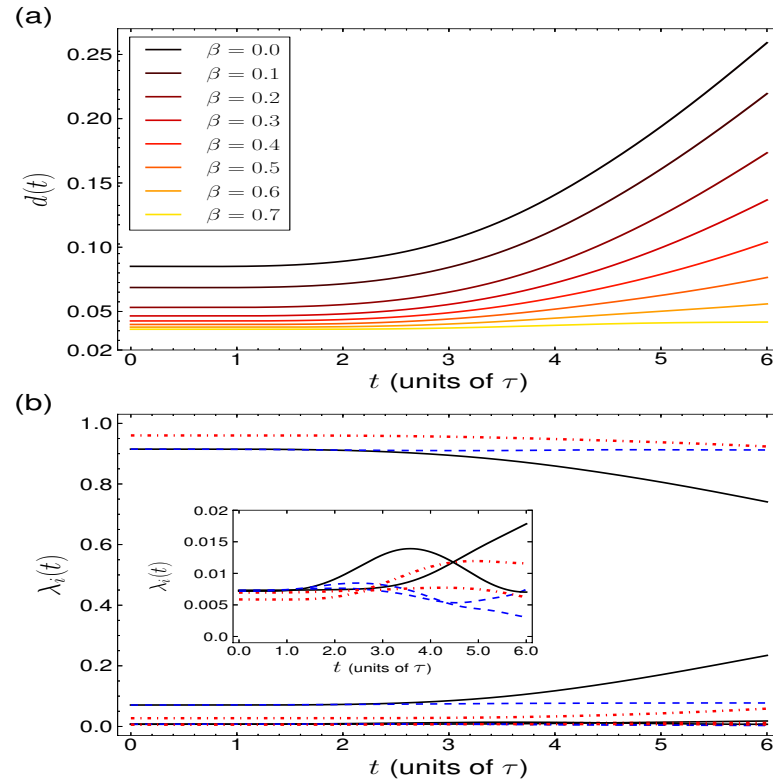 (a)
0.25
0.20
0.15
0.10
0.05
0.02
d(t)
β = 0.0
β = 0.1
β = 0.2
β = 0.3
β = 0.4
β = 0.5
β = 0.6
β = 0.7
0 1 2 3 4 5 6
t (units of τ)
(b)
1.0
0.8
0.6
0.4
0.2
0.0
λi(t)
0.02
0.015
0.01
0.005
0.0
λi(t)
0.0 1.0 2.0 3.0 4.0 5.0 6.0
t (units of τ)
0 1 2 3 4 5 6
t (units of τ)